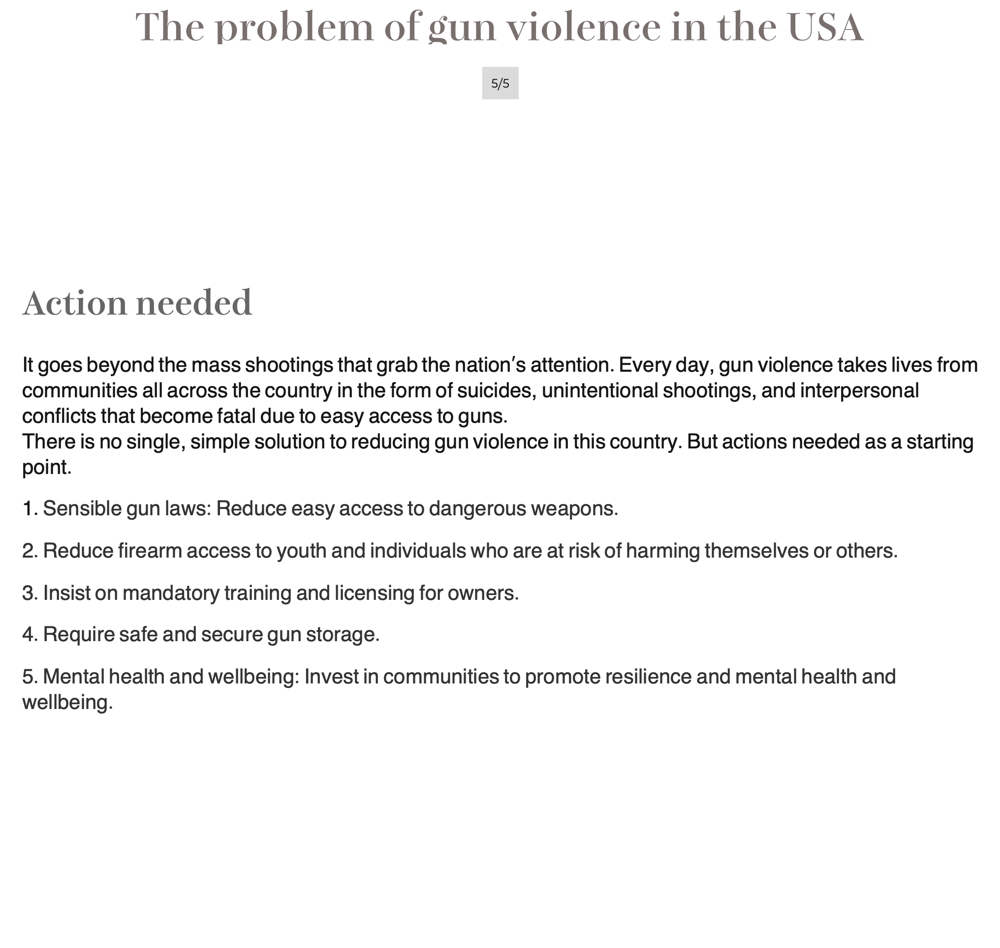 The problem of gun violence in the USA
5/5
Action needed
It goes beyond the mass shootings that grab the nation's attention. Every day, gun violence takes lives from
communities all across the country in the form of suicides, unintentional shootings, and interpersonal
conflicts that become fatal due to easy access to guns.
There is no single, simple solution to reducing gun violence in this country. But actions needed as a starting
point.
1. Sensible gun laws: Reduce easy access to dangerous weapons.
2. Reduce firearm access to youth and individuals who are at risk of harming themselves or others.
3. Insist on mandatory training and licensing for owners.
4. Require safe and secure gun storage.
5. Mental health and wellbeing: Invest in communities to promote resilience and mental health and
wellbeing.